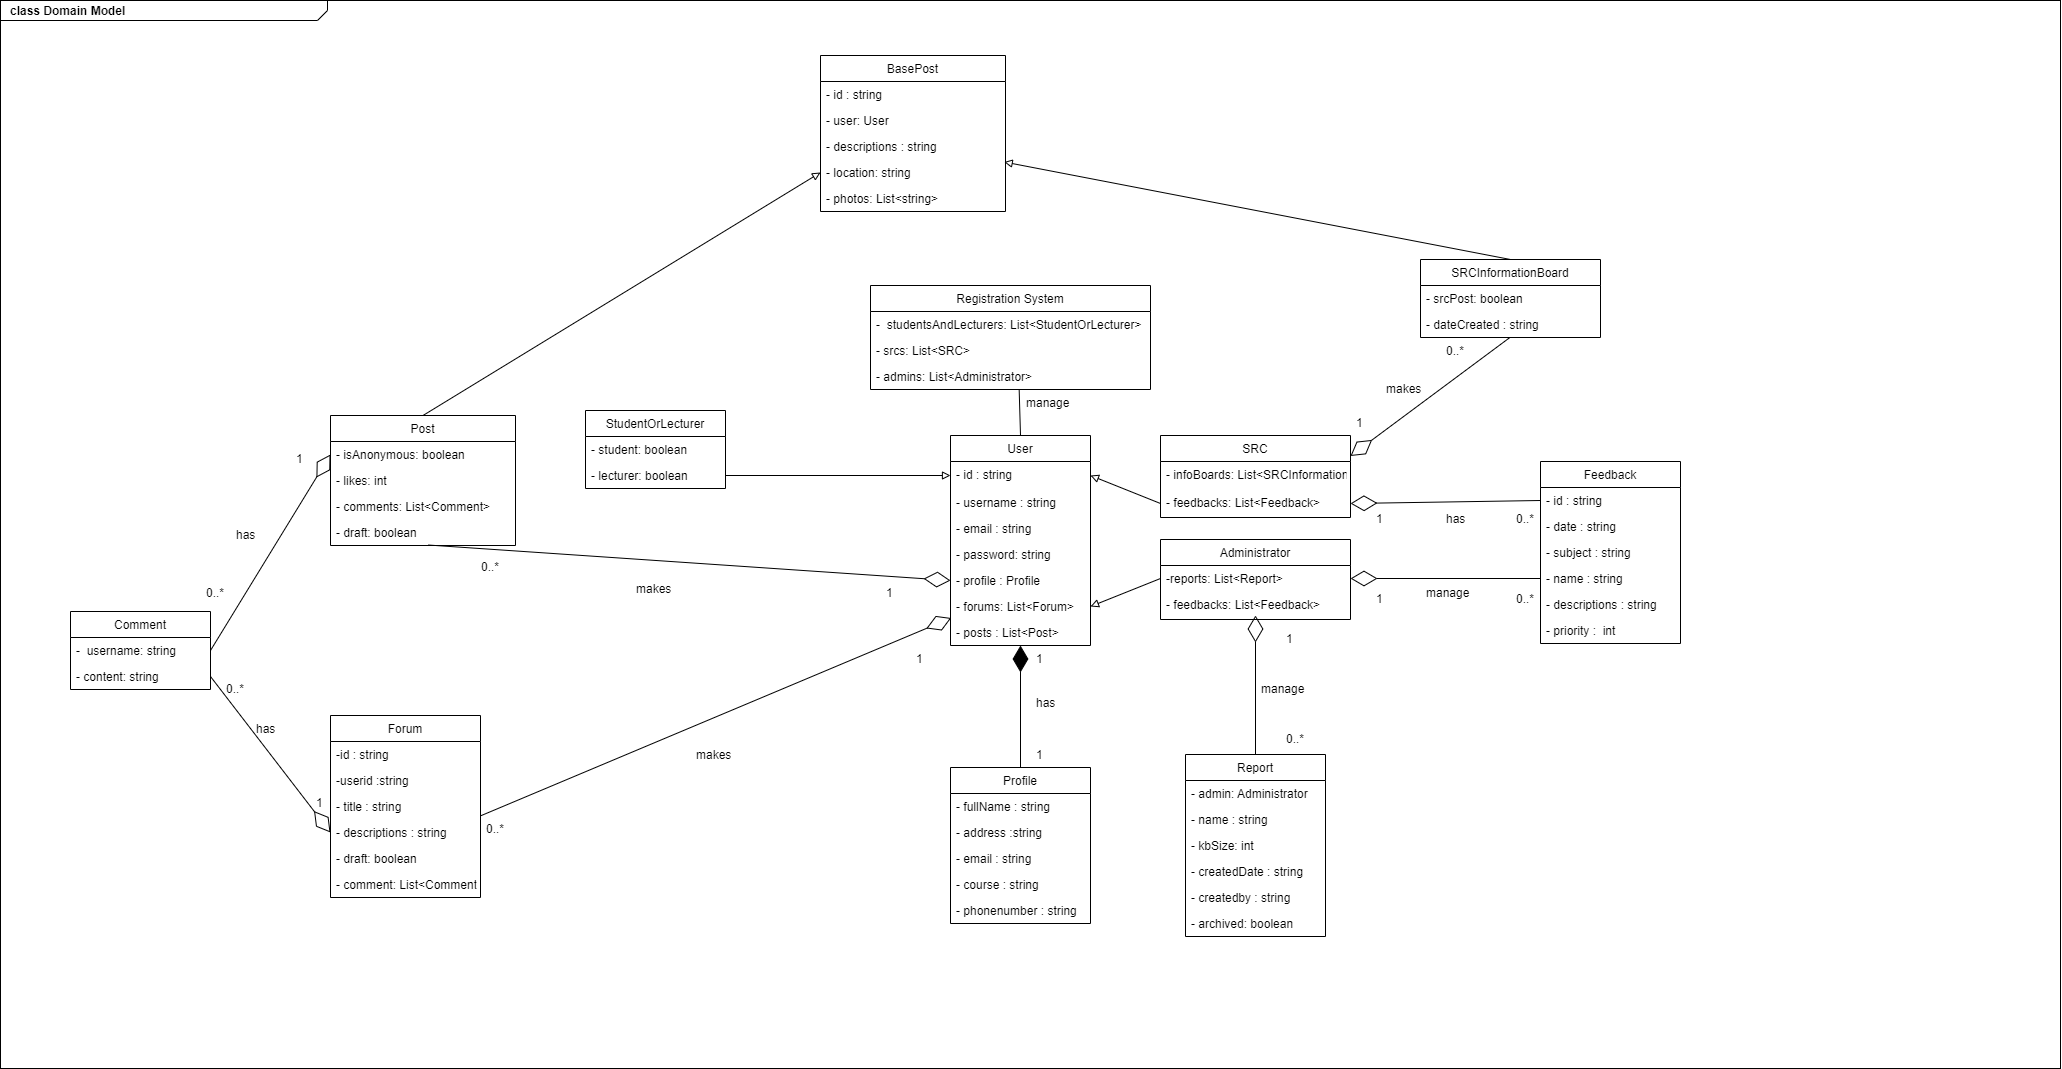 class Domain Model
BasePost
- id : string
- user: User
- descriptions : string
- location: string
- photos: List<string>
SRCInformationBoard
- srcPost: boolean
- dateCreated : string
0..*
makes
1
Registration System
-  studentsAndLecturers: List<StudentOrLecturer>
- srcs: List<SRC>
- admins: List<Administrator>
manage
StudentOrLecturer
- student: boolean
- lecturer: boolean
Post
- isAnonymous: boolean
- likes: int
- comments: List<Comment>
- draft: boolean
1
has
0..*
0..*
makes
1
User
- id : string
- username : string
- email : string
- password: string
- profile : Profile
- forums: List<Forum>
- posts : List<Post>
SRC
- infoBoards: List<SRCInformation
- feedbacks: List<Feedback>
1
has
0..*
Feedback
- id : string
- date : string
- subject : string
- name : string
- descriptions : string
- priority :  int
Administrator
-reports: List<Report>
- feedbacks: List<Feedback>
1
manage
0..*
1
manage
0..*
Comment
-  username: string
- content: string
0..*
has
1
Forum
-id : string
-userid :string
- title : string
- descriptions : string
- draft: boolean
- comment: List<Comment
0..*
makes
1
1
has
1
Profile
- fullName : string
- address :string
- email : string
- course : string
- phonenumber : string
Report
- admin: Administrator
- name : string
- kbSize: int
- createdDate : string
- createdby : string
- archived: boolean